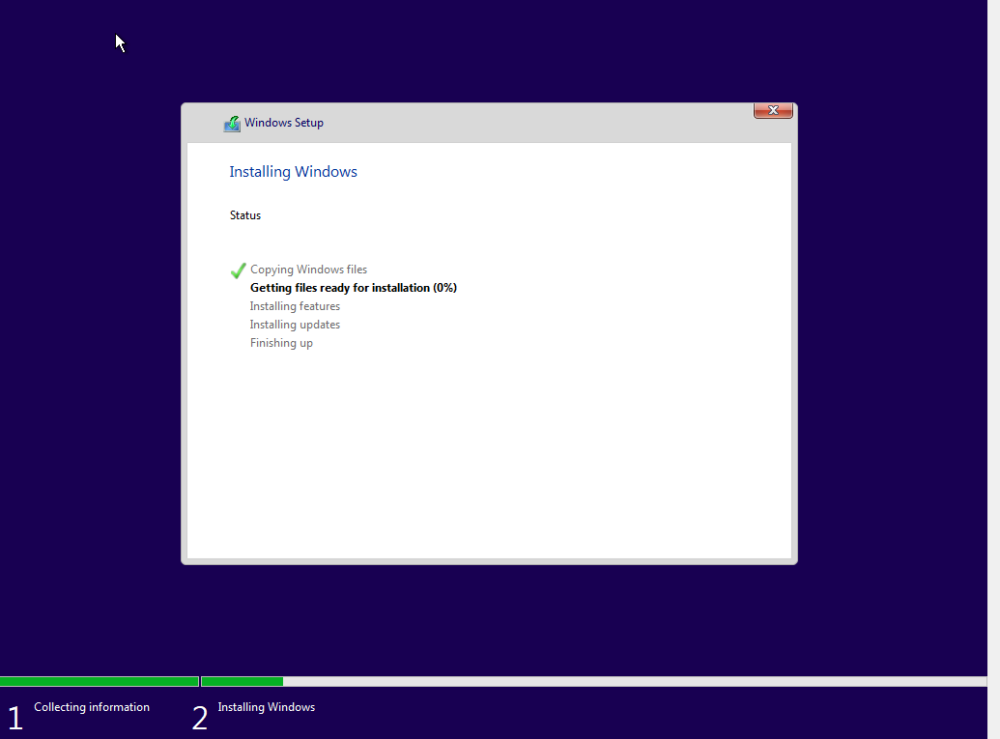 Windows Setup
Installing Windows
Status
Copying Windows files
Getting files ready for installation (0%)
Installing features
Installing updates
Finishing up
1 Collecting information
2 Installing Windows